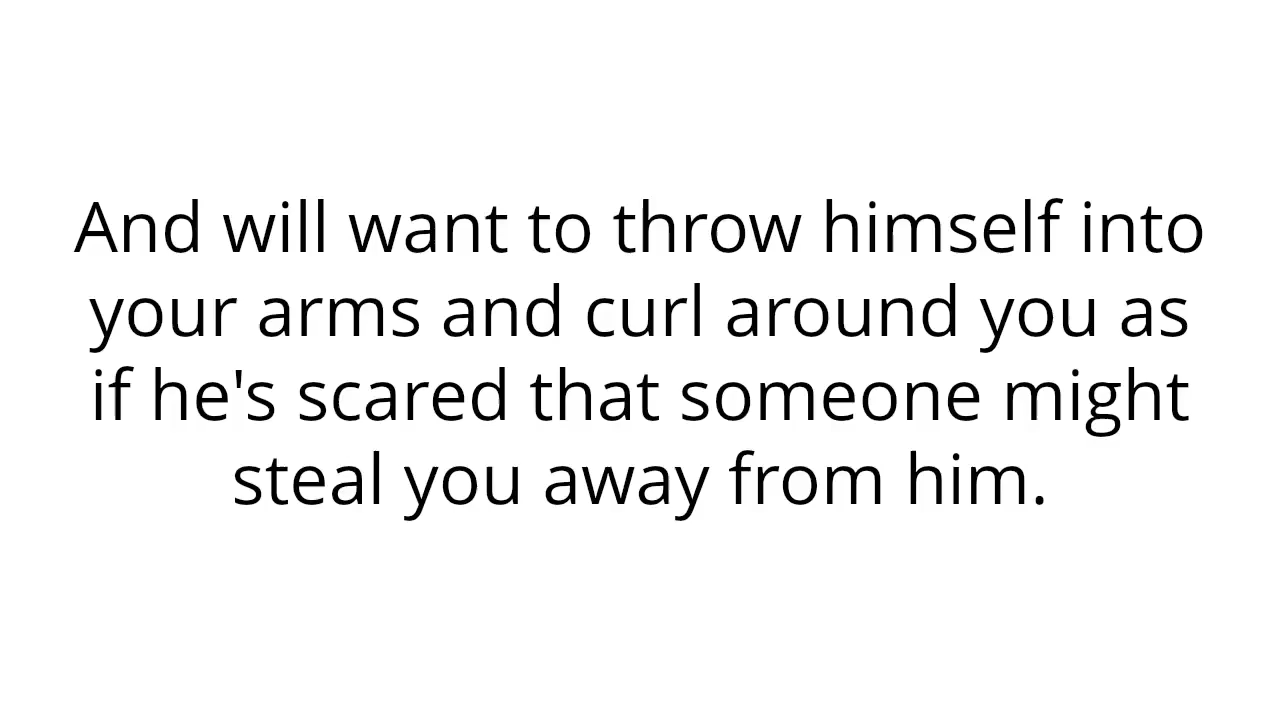 And will want to throw himself into
your arms and curl around you as
if he's scared that someone might
steal you away from him.